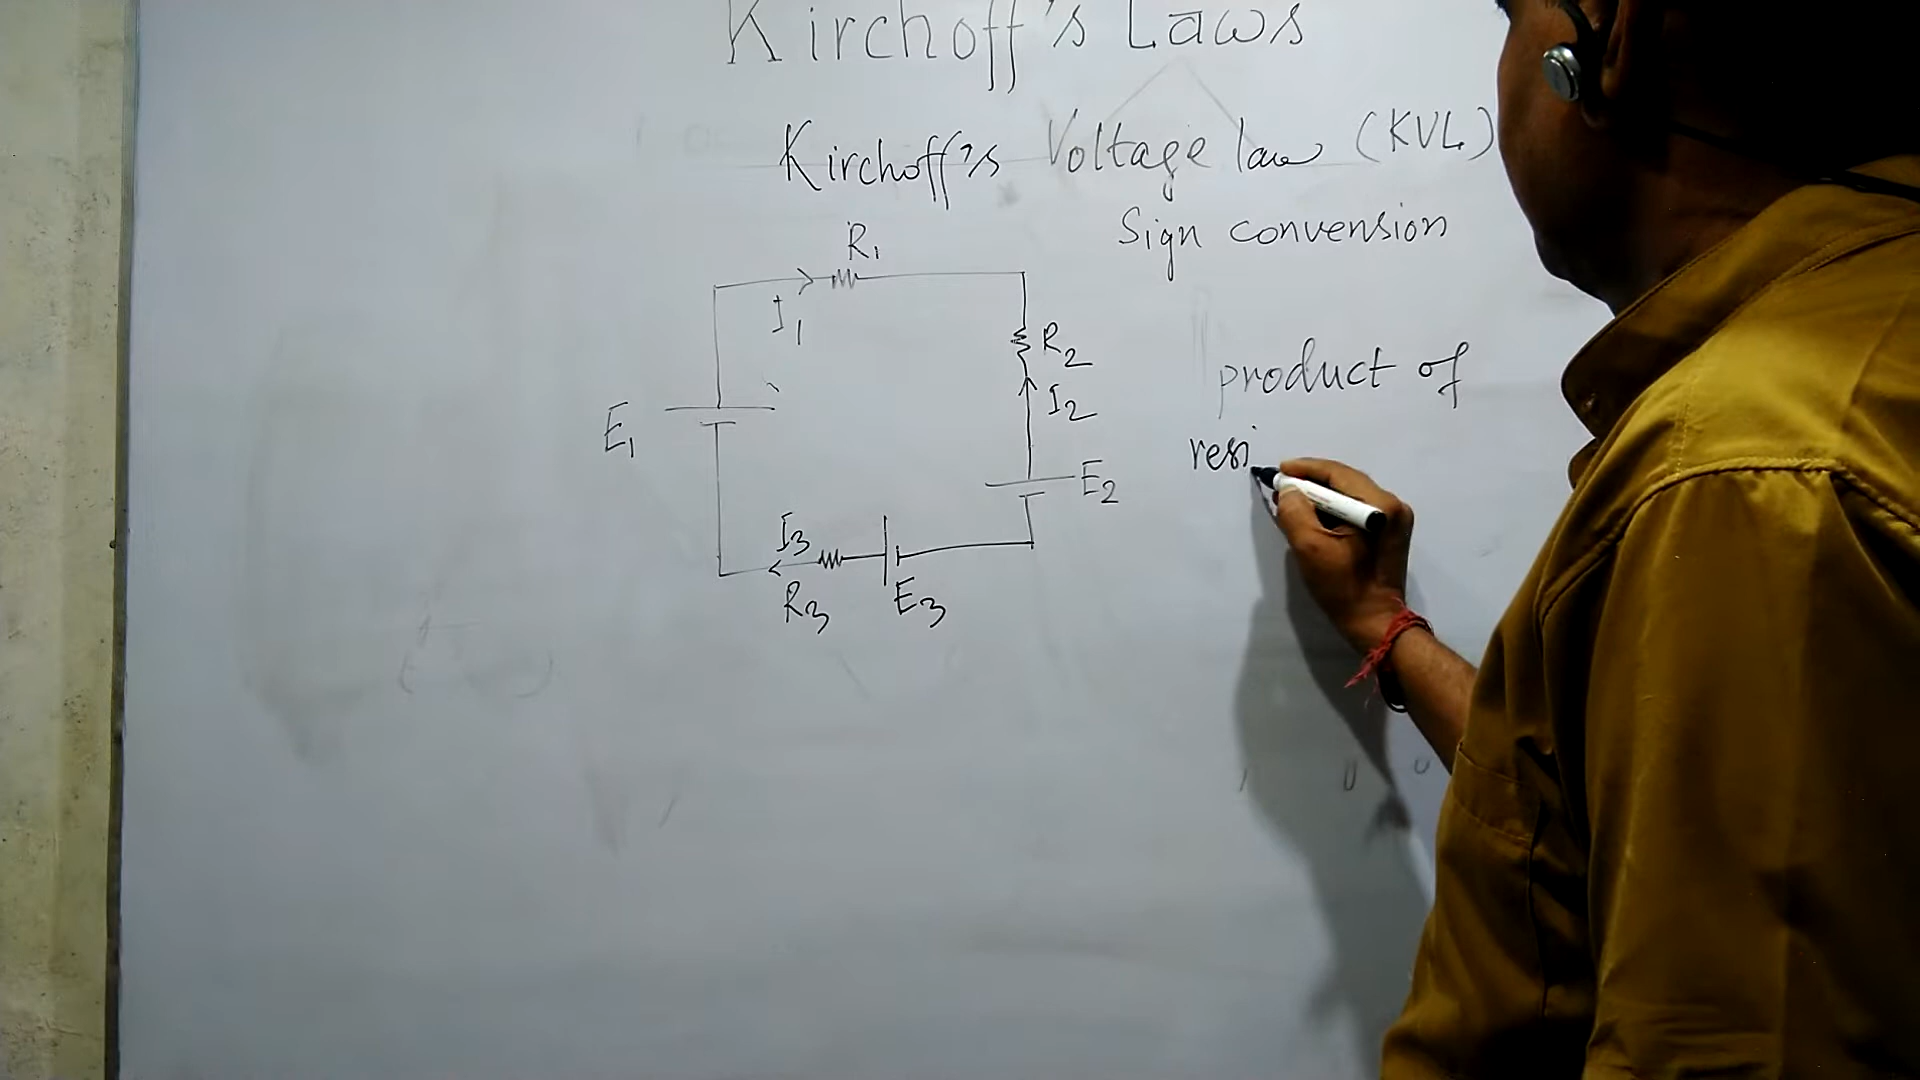 Kirchoff's Laws
Kirchoff's Voltage law (KVL)
Sign convension
R1
I1
R2
I2
E1
E2
I3
R3
E3
product of
resi